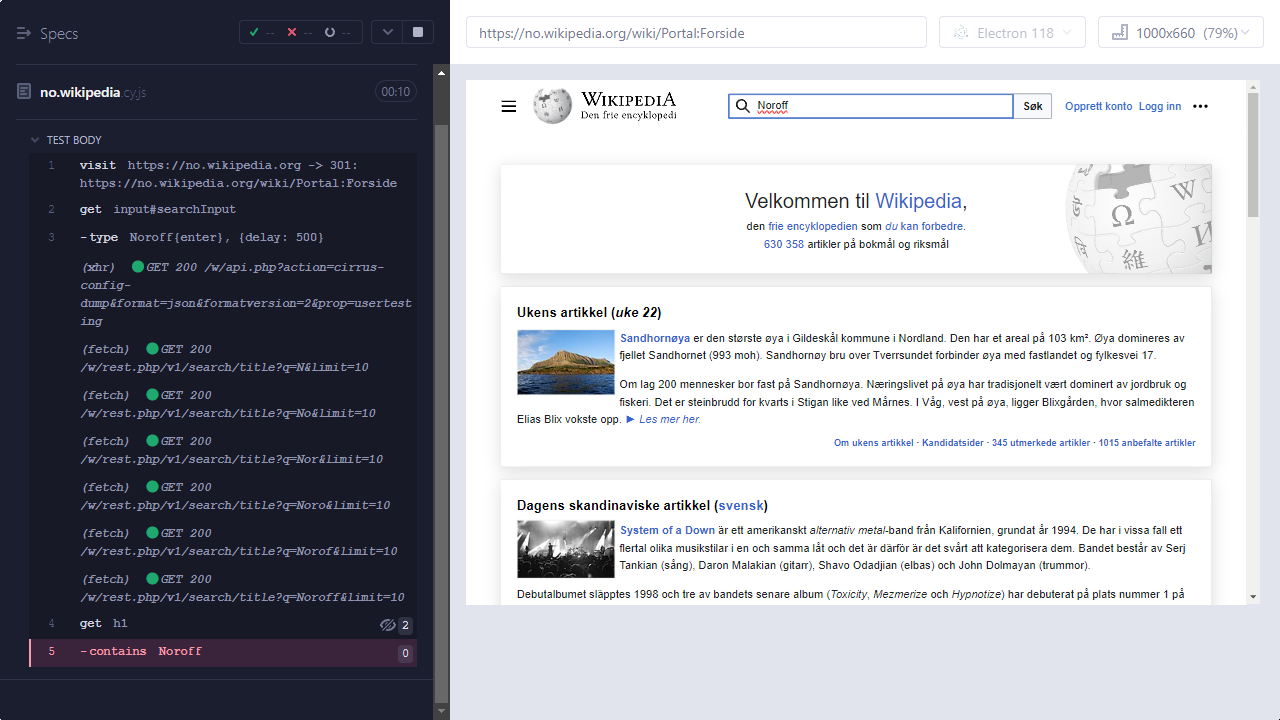 Specs
-- -- --
no.wikipedia.cy.js
00:10
TEST BODY
1 visit https://no.wikipedia.org -> 301:
https://no.wikipedia.org/wiki/Portal:Forside
2 get input#searchInput
3 -type Noroff{enter}, {delay: 500}
(xhr) GET 200 /w/api.php?action=cirrus-
config-
dump&format=json&formatversion=2&prop=usertest
ing
(fetch) GET 200
/w/rest.php/v1/search/title?q=N&limit=10
(fetch) GET 200
/w/rest.php/v1/search/title?q=No&limit=10
(fetch) GET 200
/w/rest.php/v1/search/title?q=Nor&limit=10
(fetch) GET 200
/w/rest.php/v1/search/title?q=Noro&limit=10
(fetch) GET 200
/w/rest.php/v1/search/title?q=Norof&limit=10
(fetch) GET 200
/w/rest.php/v1/search/title?q=Noroff&limit=10
4 get h1 2
5 -contains Noroff 0
https://no.wikipedia.org/wiki/Portal:Forside
Electron 118
1000x660 (79%)
WIKIPEDIA
Den frie encyklopedi
Noroff
Søk
Opprett konto Logg inn
Velkommen til Wikipedia,
den frie encyklopedien som du kan forbedre.
630 358 artikler på bokmål og riksmål
Ω W
維
Ukens artikkel (uke 22)
Sandhornøya er den største øya i Gildeskål kommune i Nordland. Den har et areal på 103 km². Øya domineres av
fjellet Sandhornet (993 moh). Sandhornøy bru over Tverrsundet forbinder øya med fastlandet og fylkesvei 17.
Om lag 200 mennesker bor fast på Sandhornøya. Næringslivet på øya har tradisjonelt vært dominert av jordbruk og
fiskeri. Det er steinbrudd for kvarts i Stigan like ved Mårnes. I Våg, vest på øya, ligger Blixgården, hvor salmedikteren
Elias Blix vokste opp. ► Les mer her.
Om ukens artikkel · Kandidatsider · 345 utmerkede artikler · 1015 anbefalte artikler
Dagens skandinaviske artikkel (svensk)
System of a Down är ett amerikanskt alternativ metal-band från Kalifornien, grundat år 1994. De har i vissa fall ett
flertal olika musikstilar i en och samma låt och det är därför är det svårt att kategorisera dem. Bandet består av Serj
Tankian (sång), Daron Malakian (gitarr), Shavo Odadjian (elbas) och John Dolmayan (trummor).
Debutalbumet släpptes 1998 och tre av bandets senare album (Toxicity, Mezmerize och Hypnotize) har debuterat på plats nummer 1 på